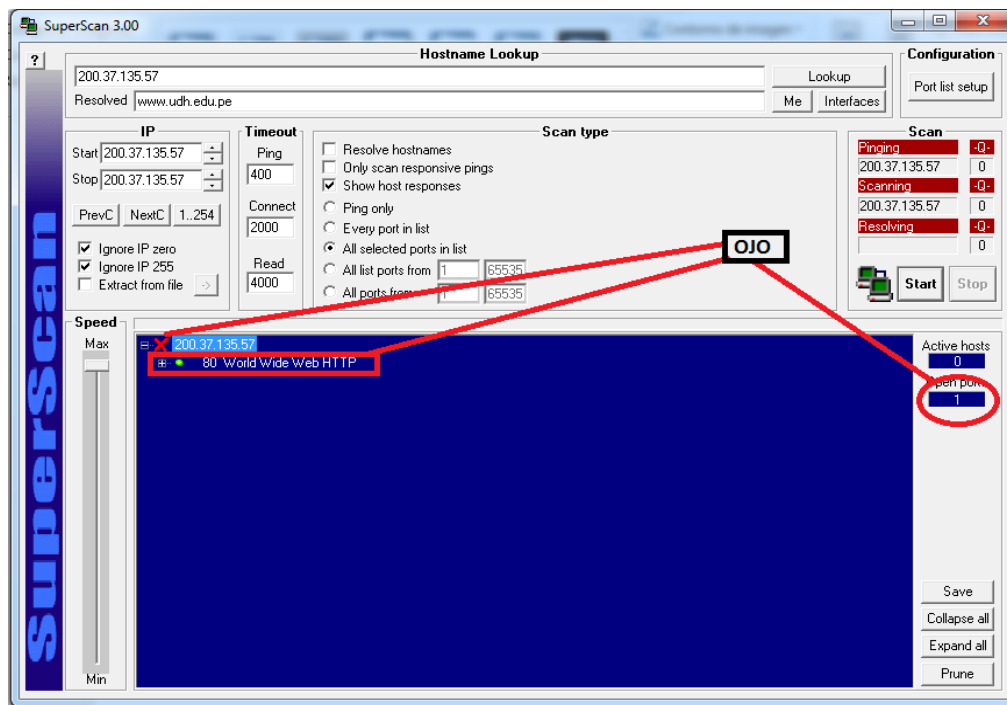 SuperScan 3.00
?
Hostname Lookup
200.37.135.57
Lookup
Resolved www.udh.edu.pe
Me Interfaces
Configuration
Port list setup
IP
Start 200.37.135.57
Stop 200.37.135.57
PrevC NextC 1..254
Ignore IP zero
Ignore IP 255
Extract from file ->
Timeout
Ping
400
Connect
2000
Read
4000
Scan type
Resolve hostnames
Only scan responsive pings
Show host responses
Ping only
Every port in list
All selected ports in list
All list ports from 1 65535
All ports from 1 65535
OJO
Scan
Pinging -Q-
200.37.135.57 0
Scanning -Q-
200.37.135.57 0
Resolving -Q-
0
Start Stop
SuperScan
Speed
Max
Min
200.37.135.57
80 World Wide Web HTTP
Active hosts
0
Open ports
1
Save
Collapse all
Expand all
Prune